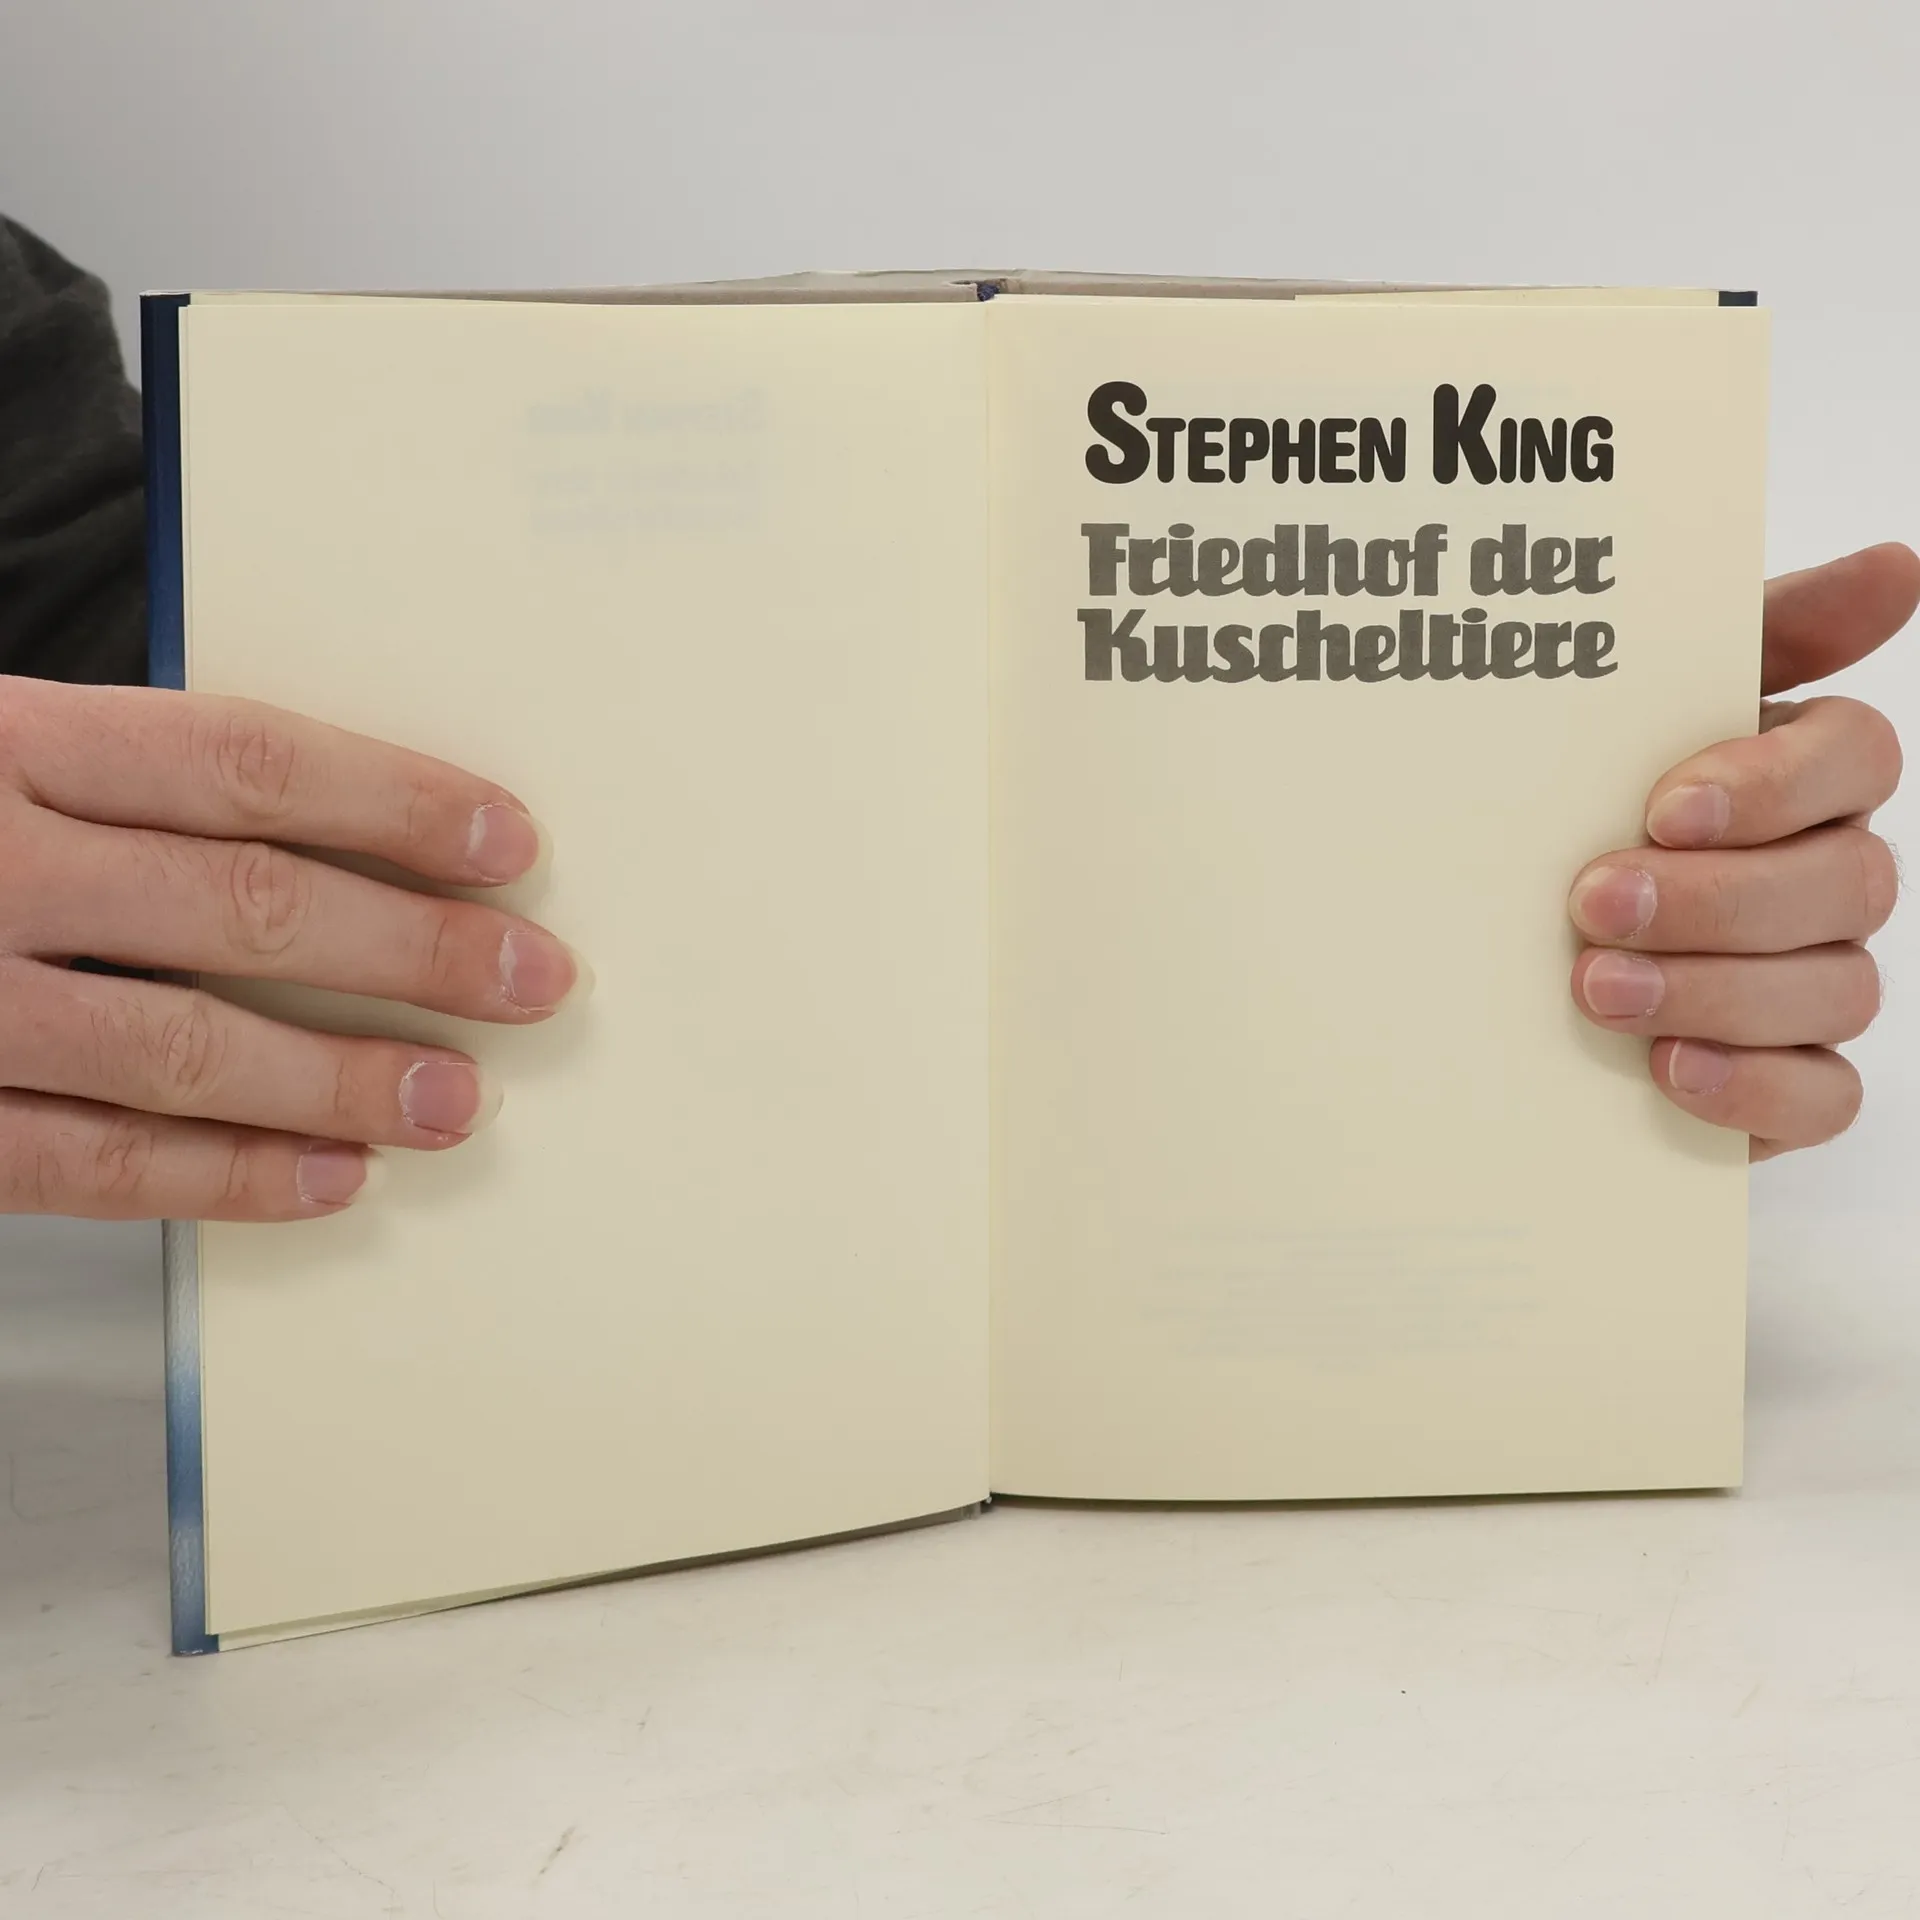 STEPHEN KING
Friedhof der
Kuscheltiere